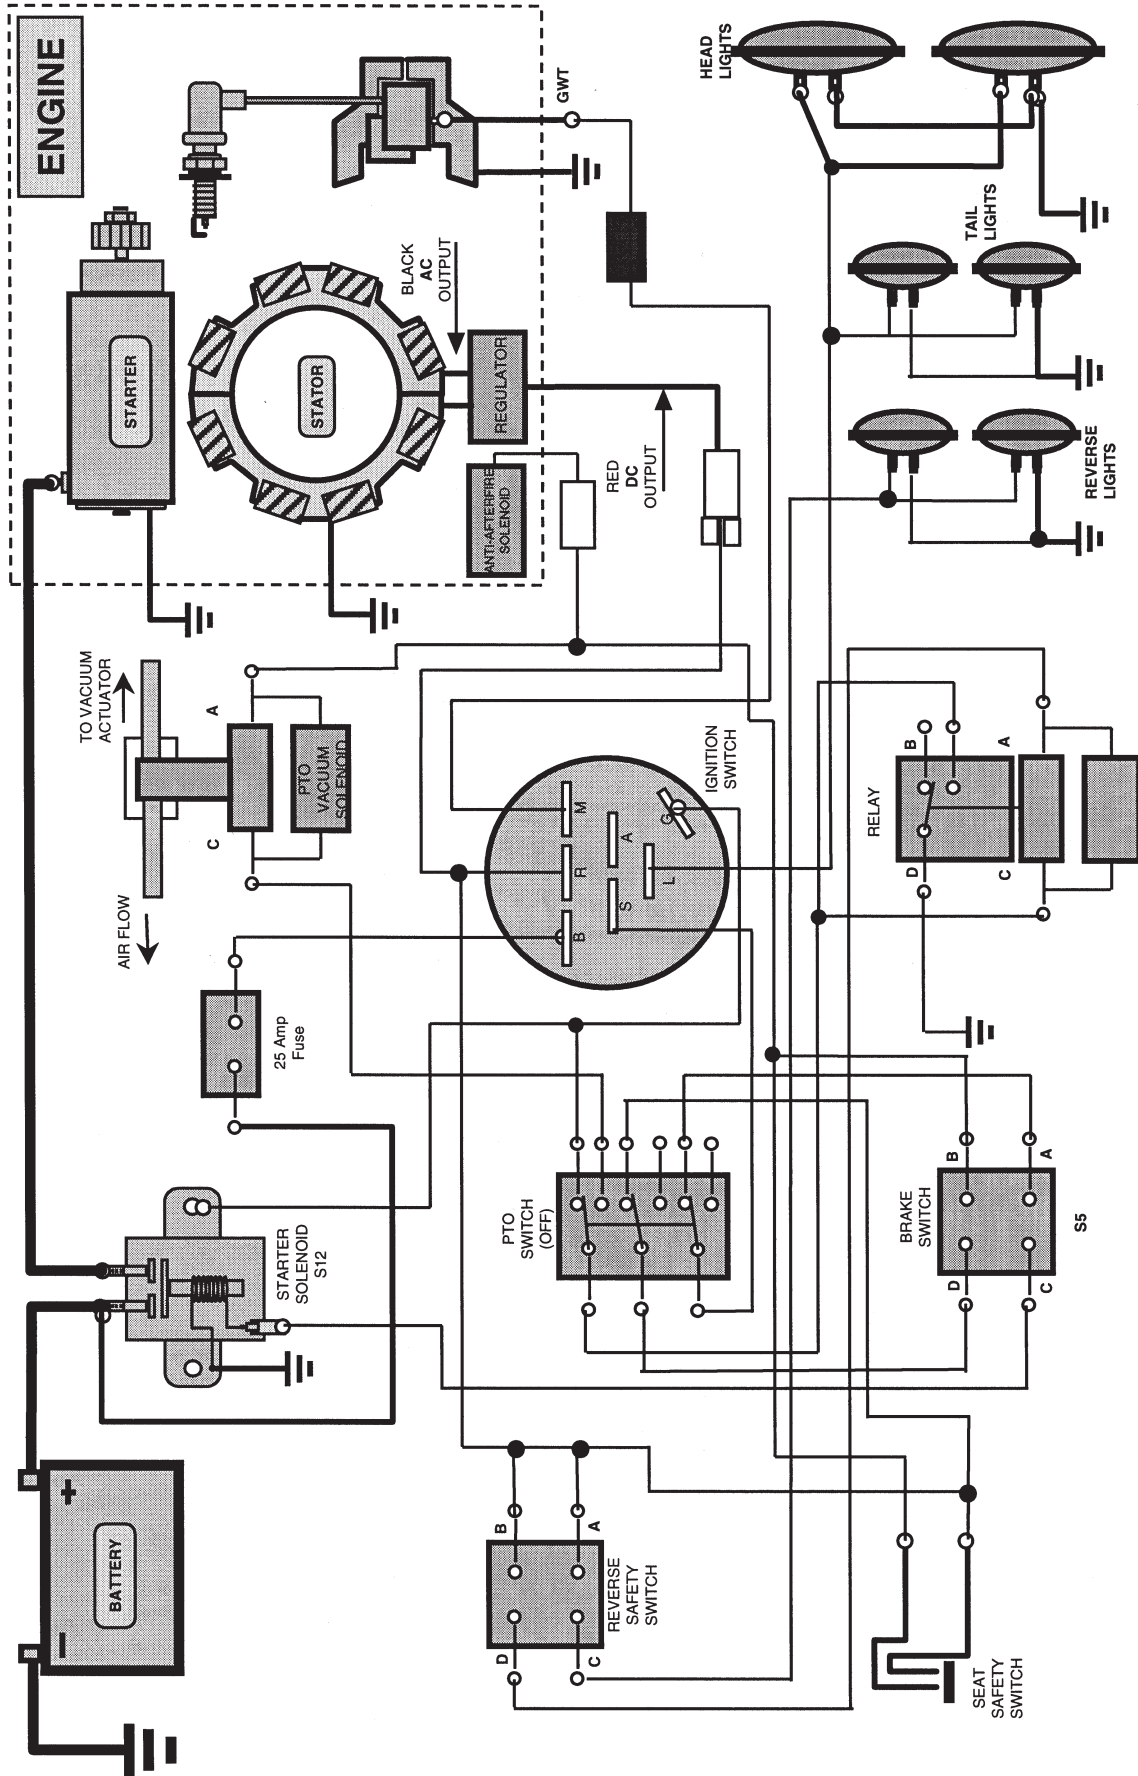 ENGINE
STARTER
STATOR
BLACK
AC
OUTPUT
REGULATOR
ANTI-AFTERFIRE
SOLENOID
RED
DC
OUTPUT
GWT
HEAD
LIGHTS
TAIL
LIGHTS
REVERSE
LIGHTS
TO VACUUM
ACTUATOR
AIR FLOW
A
C
PTO
VACUUM
SOLENOID
25 Amp
Fuse
IGNITION
SWITCH
M
R
B
A
S
L
G
RELAY
B
A
D
C
STARTER
SOLENOID
S12
PTO
SWITCH
(OFF)
BRAKE
SWITCH
B
A
D
C
S5
BATTERY
+
–
REVERSE
SAFETY
SWITCH
B
A
D
C
SEAT
SAFETY
SWITCH